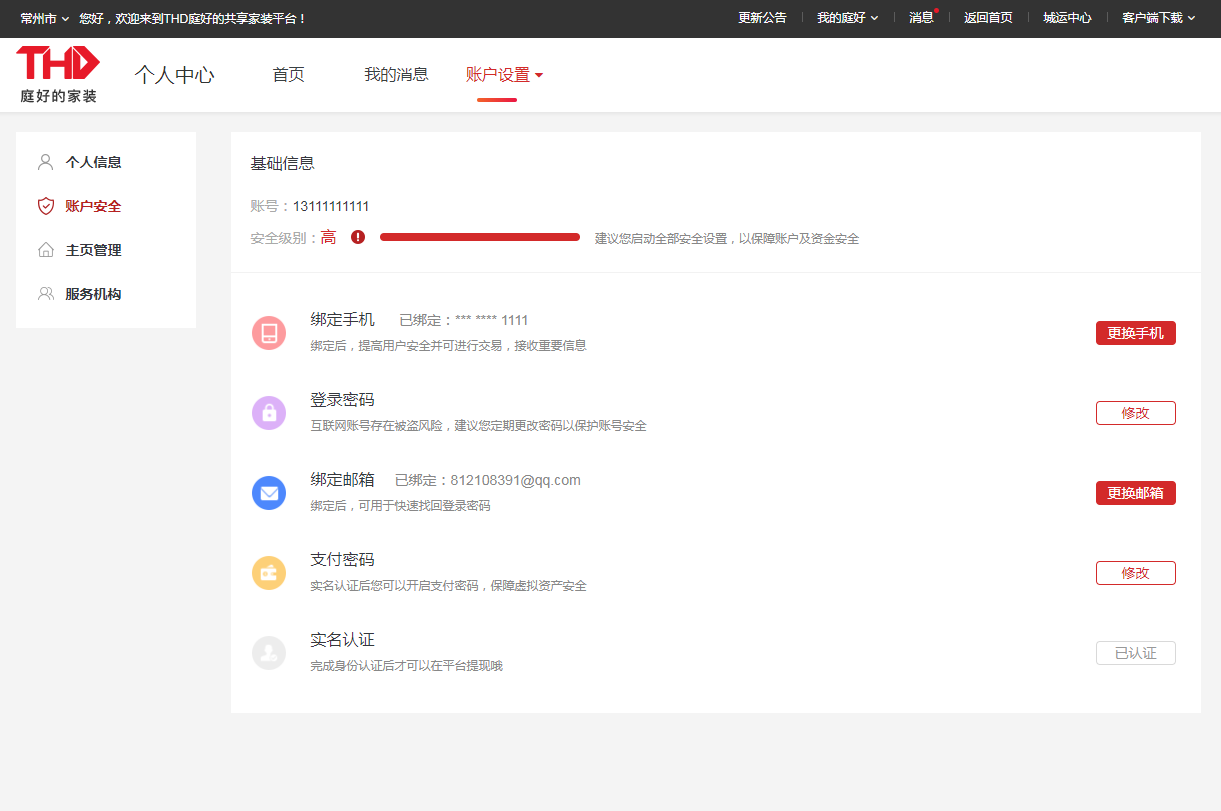 常州市 您好，欢迎来到THD庭好的共享家装平台！ 更新公告 我的庭好 消息 返回首页 城运中心 客户端下载
THD
庭好的家装
个人中心 首页 我的消息 账户设置
个人信息
账户安全
主页管理
服务机构
基础信息
账号：13111111111
安全级别：高 建议您启动全部安全设置，以保障账户及资金安全
绑定手机 已绑定：*** **** 1111
绑定后，提高用户安全并可进行交易，接收重要信息
更换手机
登录密码
互联网账号存在被盗风险，建议您定期更改密码以保护账号安全
修改
绑定邮箱 已绑定：812108391@qq.com
绑定后，可用于快速找回登录密码
更换邮箱
支付密码
实名认证后您可以开启支付密码，保障虚拟资产安全
修改
实名认证
完成身份认证后才可以在平台提现哦
已认证